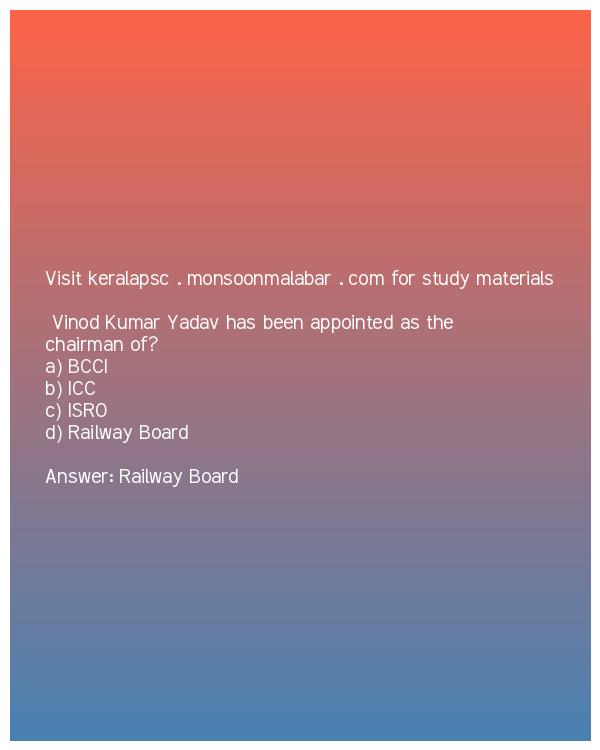 Visit keralapsc . monsoonmalabar . com for study materials
Vinod Kumar Yadav has been appointed as the
chairman of?
a) BCCI
b) ICC
c) ISRO
d) Railway Board
Answer: Railway Board